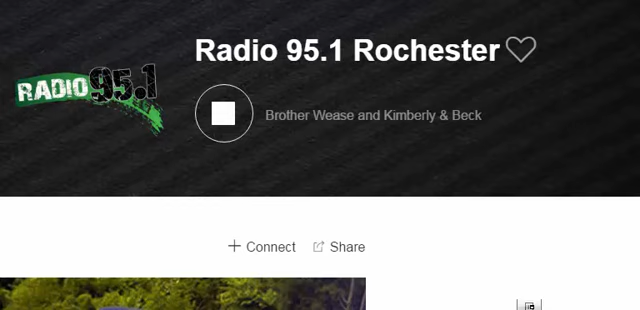 Radio 95.1 Rochester
RADIO 95.1
Brother Wease and Kimberly & Beck
Connect
Share